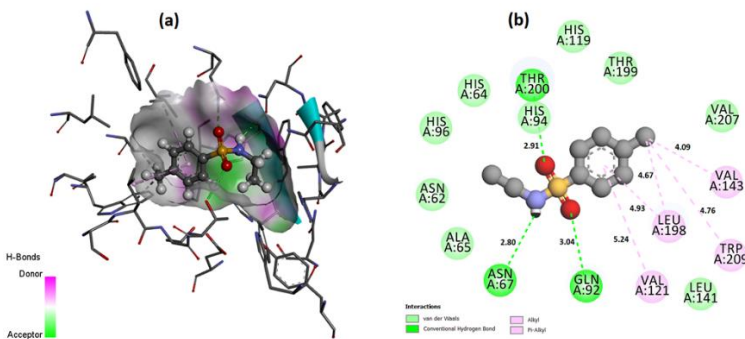 (a)
H-Bonds
Donor
Acceptor
(b)
HIS
A:119
THR
A:199
HIS
A:64
THR
A:200
HIS
A:94
HIS
A:96
VAL
A:207
ASN
A:62
ALA
A:65
VAL
A:143
LEU
A:198
TRP
A:209
ASN
A:67
GLN
A:92
VAL
A:121
LEU
A:141
2.91
4.09
4.67
4.93
4.76
5.24
2.80
3.04
Interactions
van der Waals
Conventional Hydrogen Bond
Alkyl
Pi-Alkyl